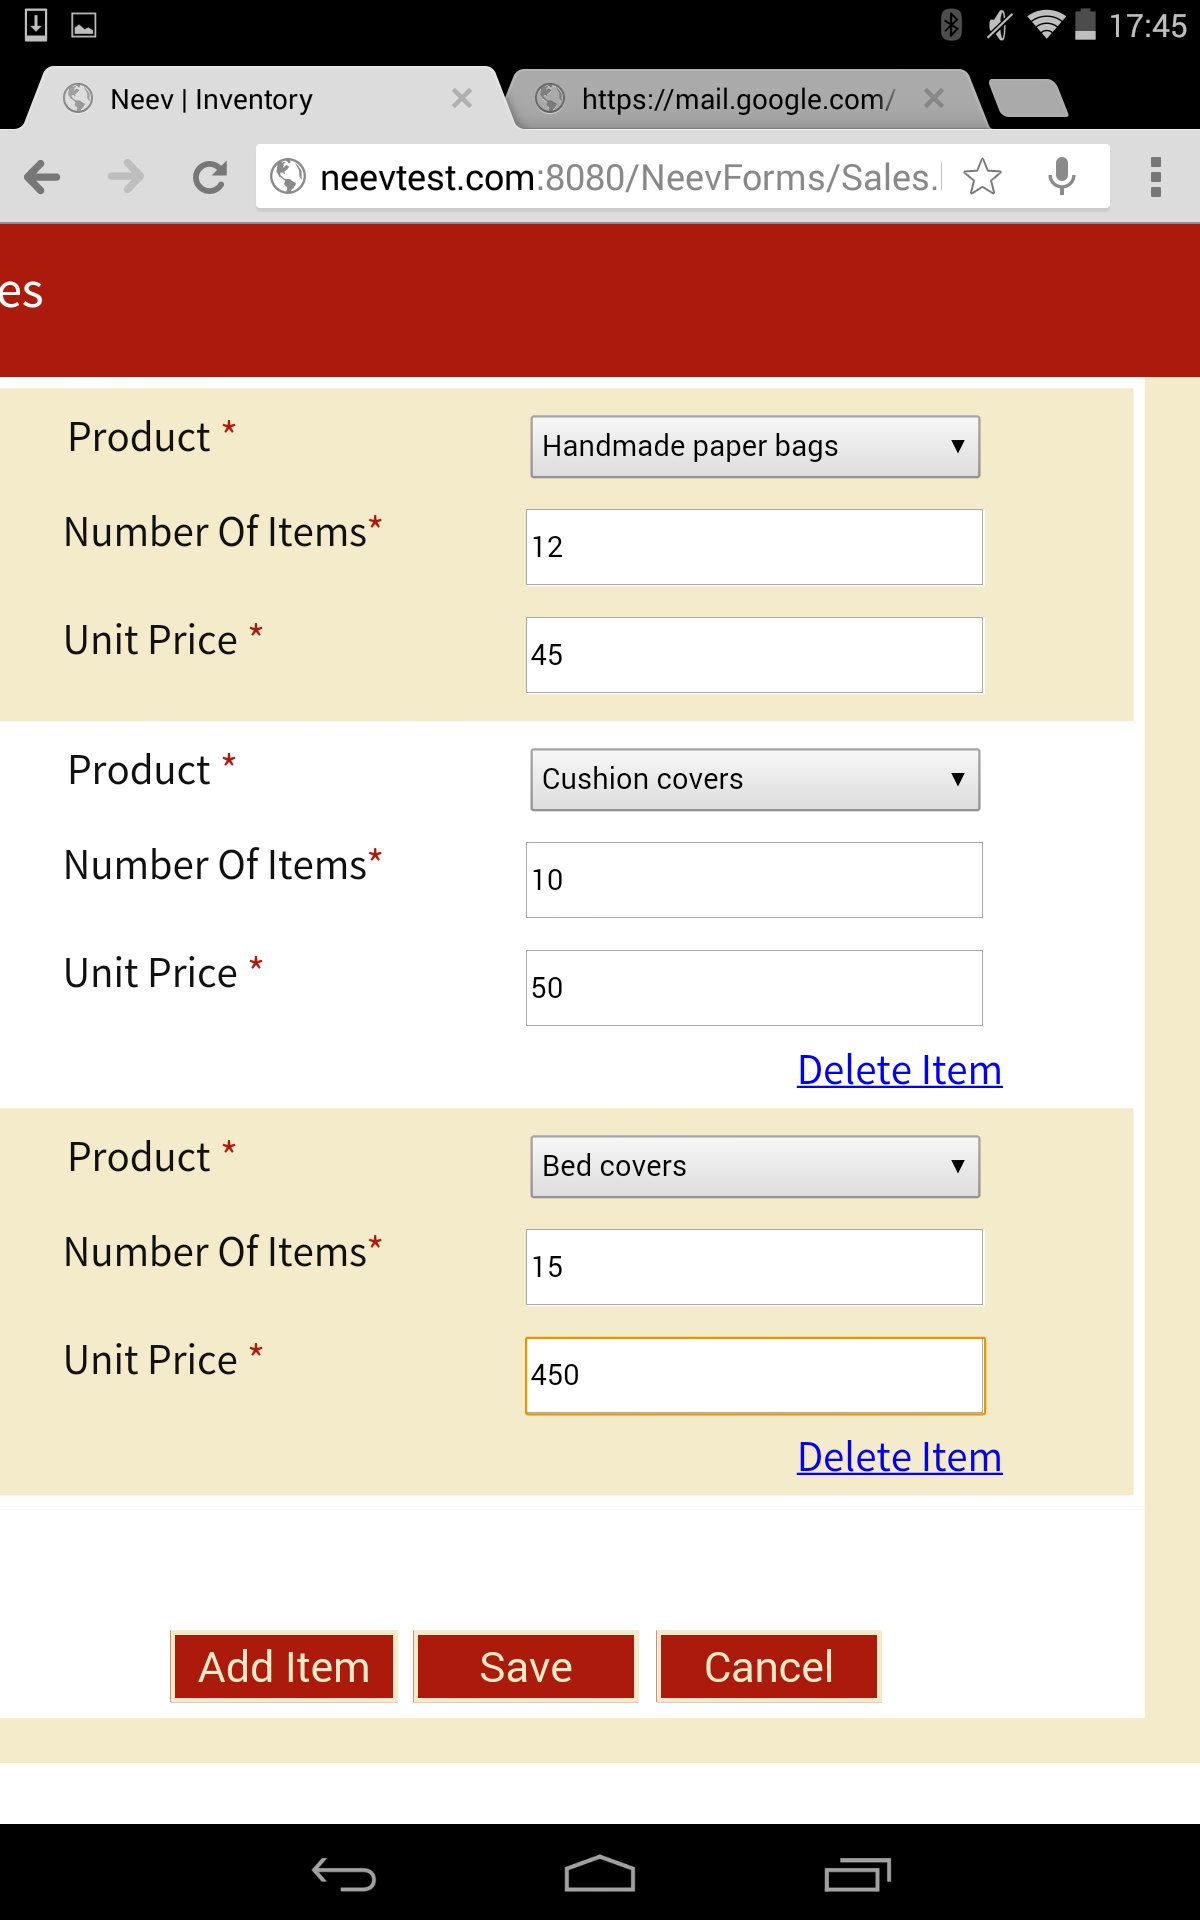 17:45
Neev | Inventory
https://mail.google.com/
neevtest.com:8080/NeevForms/Sales.
es
Product *
Handmade paper bags
Number Of Items*
12
Unit Price *
45
Product *
Cushion covers
Number Of Items*
10
Unit Price *
50
Delete Item
Product *
Bed covers
Number Of Items*
15
Unit Price *
450
Delete Item
Add Item Save Cancel